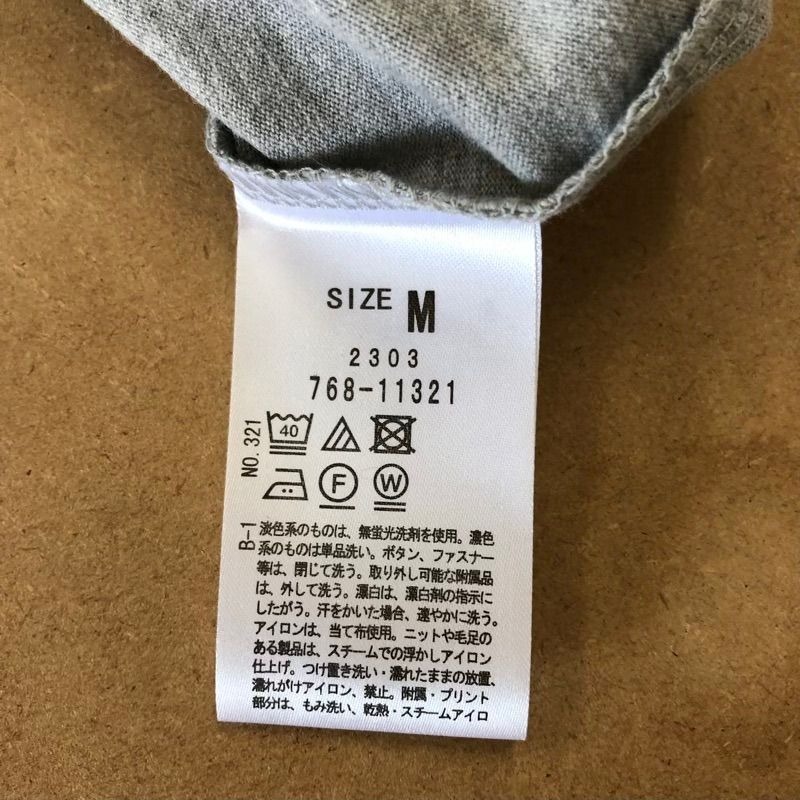 SIZE M
2303
768-11321
NO.321
40
F
W
B-1
淡色系のものは、無蛍光洗剤を使用。濃色
系のものは単品洗い。ボタン、ファスナー
等は、閉じて洗う。取り外し可能な附属品
は、外して洗う。漂白は、漂白剤の指示に
したがう。汗をかいた場合、速やかに洗う。
アイロンは、当て布使用。ニットや毛足の
ある製品は、スチームでの浮かしアイロン
仕上げ。つけ置き洗い・濡れたままの放置、
濡れがけアイロン、禁止。附属・プリント
部分は、もみ洗い、乾熱・スチームアイロ